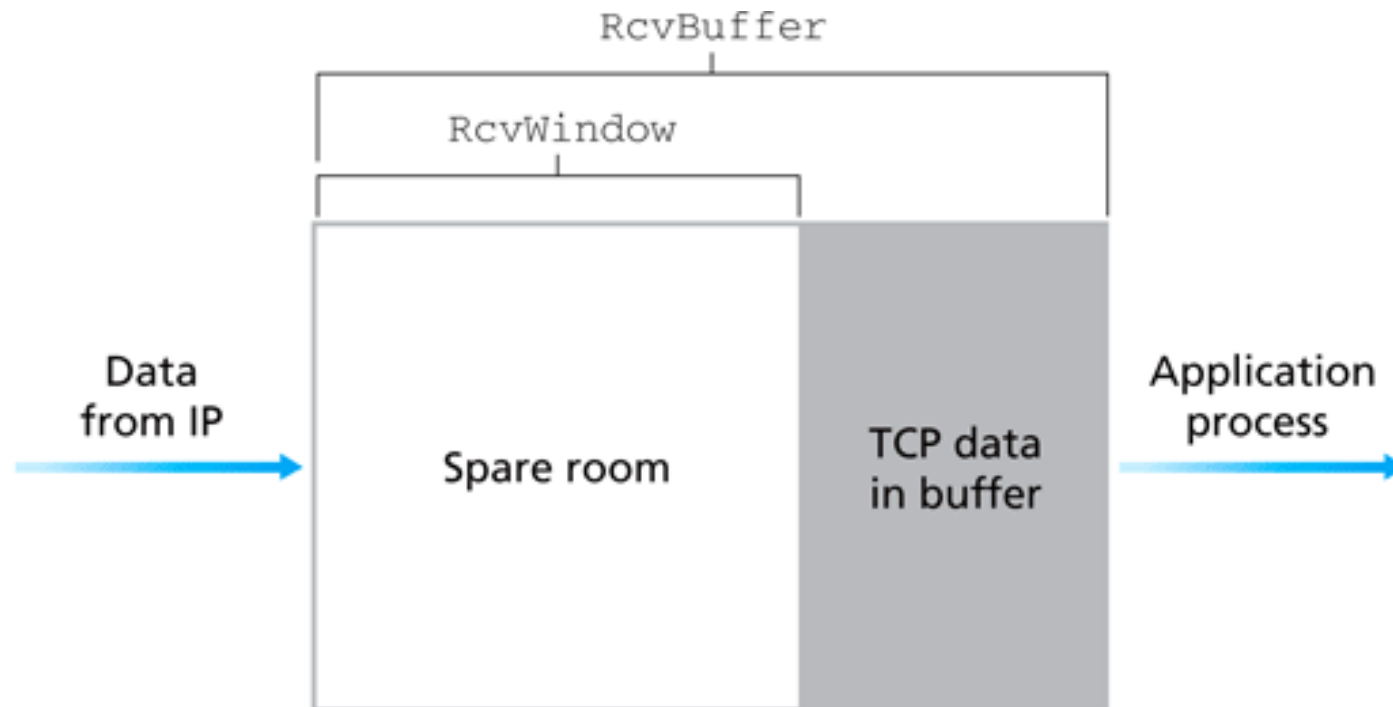 RcvBuffer
RcvWindow
Data
from IP
Spare room
TCP data
in buffer
Application
process